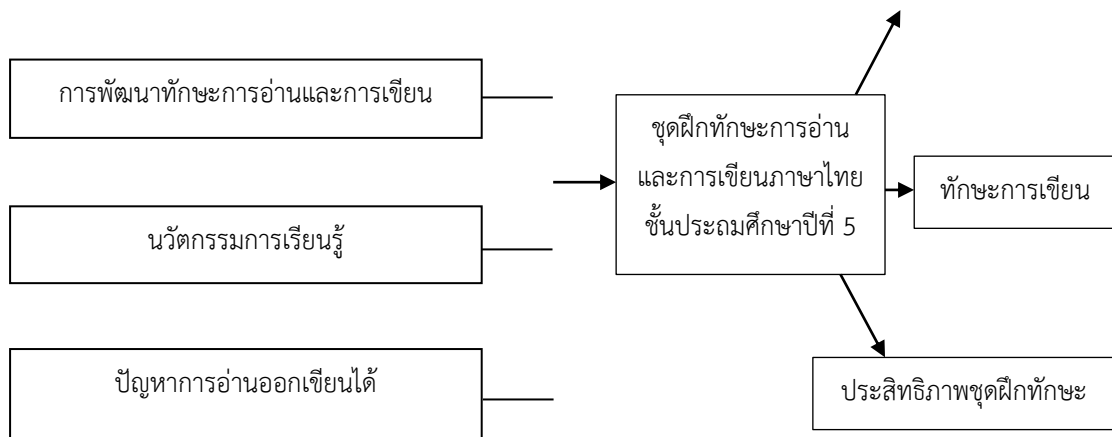 การพัฒนาทักษะการอ่านและการเขียน
นวัตกรรมการเรียนรู้
ปัญหาการอ่านออกเขียนได้
ชุดฝึกทักษะการอ่าน
และการเขียนภาษาไทย
ชั้นประถมศึกษาปีที่ 5
ทักษะการเขียน
ประสิทธิภาพชุดฝึกทักษะ